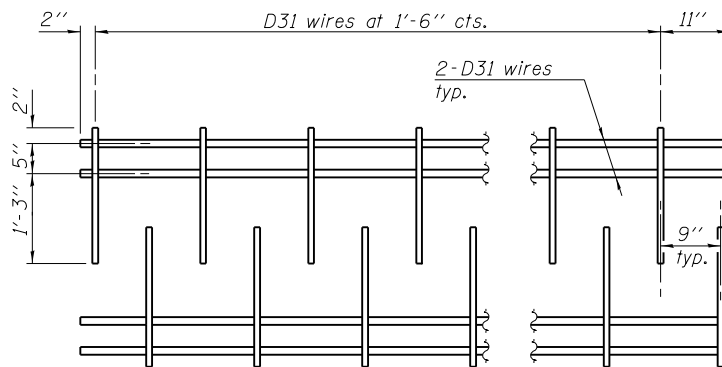 2"
D31 wires at 1'-6" cts.
11"
2-D31 wires
typ.
2"
5"
1'-3"
9"
typ.